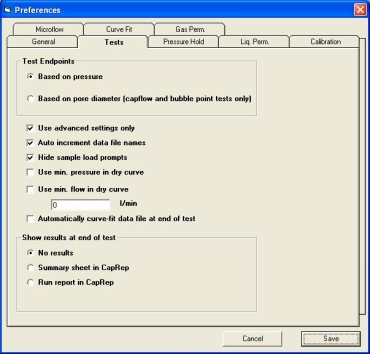 Preferences
Microflow Curve Fit Gas Perm.
General Tests Pressure Hold Liq. Perm. Calibration
Test Endpoints
Based on pressure
Based on pore diameter (capflow and bubble point tests only)
Use advanced settings only
Auto increment data file names
Hide sample load prompts
Use min. pressure in dry curve
Use min. flow in dry curve
0 l/min
Automatically curve-fit data file at end of test
Show results at end of test
No results
Summary sheet in CapRep
Run report in CapRep
Cancel Save